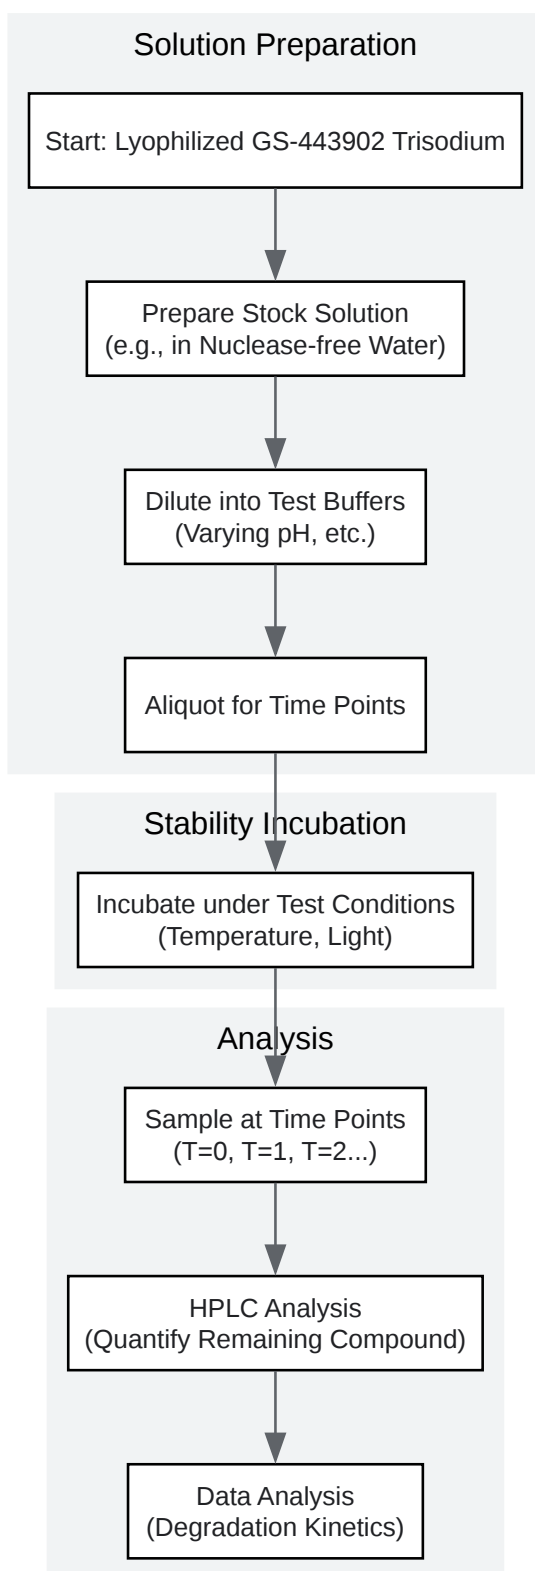 Solution Preparation
Start: Lyophilized GS-443902 Trisodium
Prepare Stock Solution
(e.g., in Nuclease-free Water)
Dilute into Test Buffers
(Varying pH, etc.)
Aliquot for Time Points
Stability Incubation
Incubate under Test Conditions
(Temperature, Light)
Analysis
Sample at Time Points
(T=0, T=1, T=2...)
HPLC Analysis
(Quantify Remaining Compound)
Data Analysis
(Degradation Kinetics)